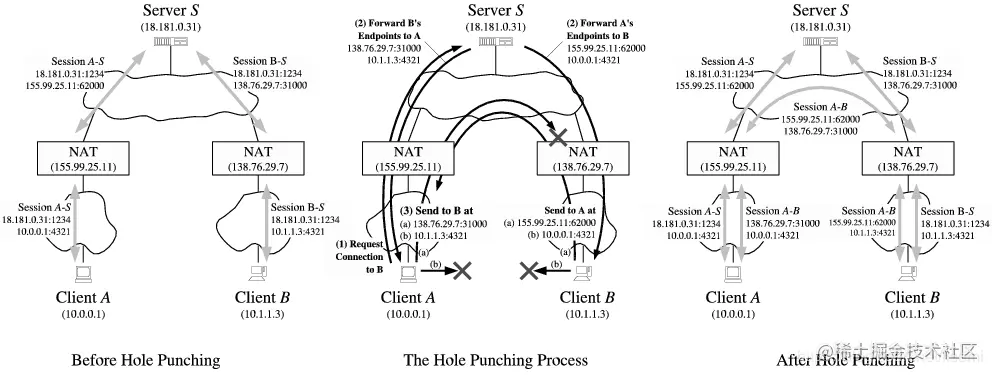 Server S
(18.181.0.31)
Session A-S
18.181.0.31:1234
155.99.25.11:62000
Session B-S
18.181.0.31:1234
138.76.29.7:31000
NAT
(155.99.25.11)
NAT
(138.76.29.7)
Session A-S
18.181.0.31:1234
10.0.0.1:4321
Session B-S
18.181.0.31:1234
10.1.1.3:4321
Client A
(10.0.0.1)
Client B
(10.1.1.3)
Before Hole Punching
(2) Forward B's
Endpoints to A
138.76.29.7:31000
10.1.1.3:4321
Server S
(18.181.0.31)
(2) Forward A's
Endpoints to B
155.99.25.11:62000
10.0.0.1:4321
NAT
(155.99.25.11)
NAT
(138.76.29.7)
(3) Send to B at
(a) 138.76.29.7:31000
(b) 10.1.1.3:4321
Send to A at
(a) 155.99.25.11:62000
(b) 10.0.0.1:4321
(1) Request
Connection
to B
(a)
(b)
(a)
(b)
Client A
(10.0.0.1)
Client B
(10.1.1.3)
The Hole Punching Process
Server S
(18.181.0.31)
Session A-S
18.181.0.31:1234
155.99.25.11:62000
Session B-S
18.181.0.31:1234
138.76.29.7:31000
Session A-B
155.99.25.11:62000
138.76.29.7:31000
NAT
(155.99.25.11)
NAT
(138.76.29.7)
Session A-S
18.181.0.31:1234
10.0.0.1:4321
Session A-B
138.76.29.7:31000
10.0.0.1:4321
Session A-B
155.99.25.11:62000
10.1.1.3:4321
Session B-S
18.181.0.31:1234
10.1.1.3:4321
Client A
(10.0.0.1)
Client B
(10.1.1.3)
After Hole Punching
@稀土掘金技术社区